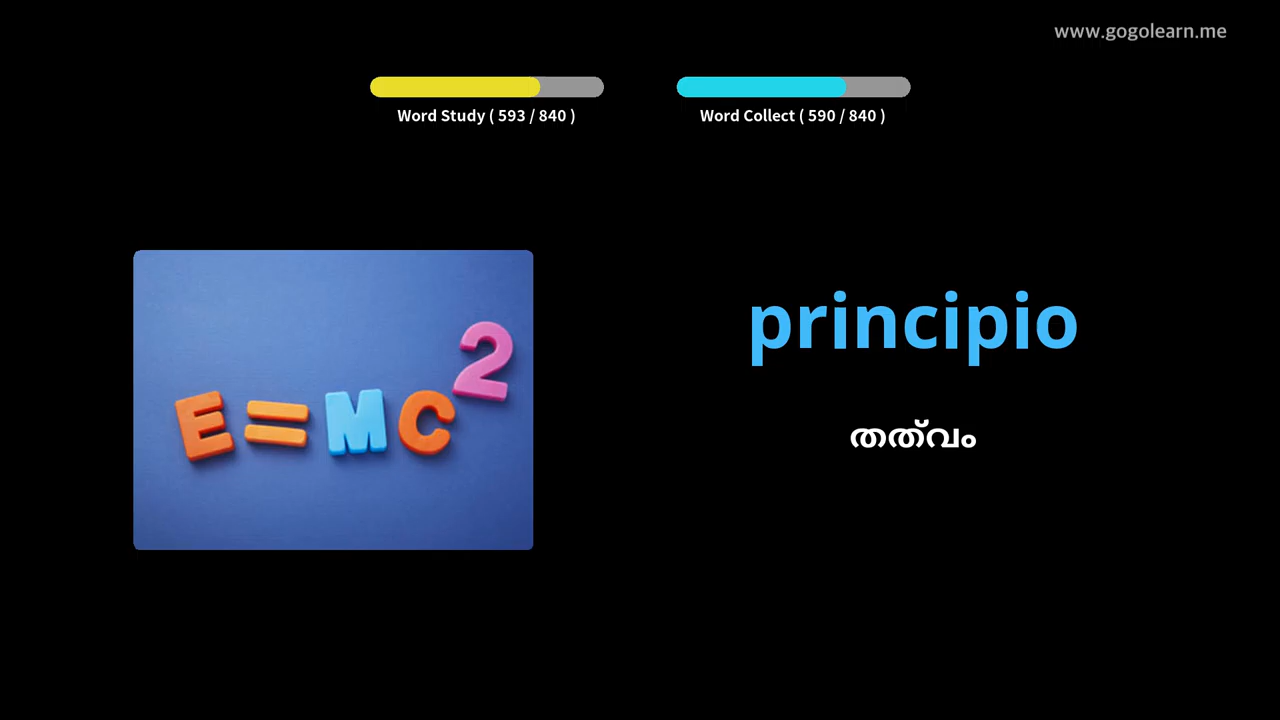 www.gogolearn.me
Word Study ( 593 / 840 )
Word Collect ( 590 / 840 )
E=MC2
principio
തത്വം